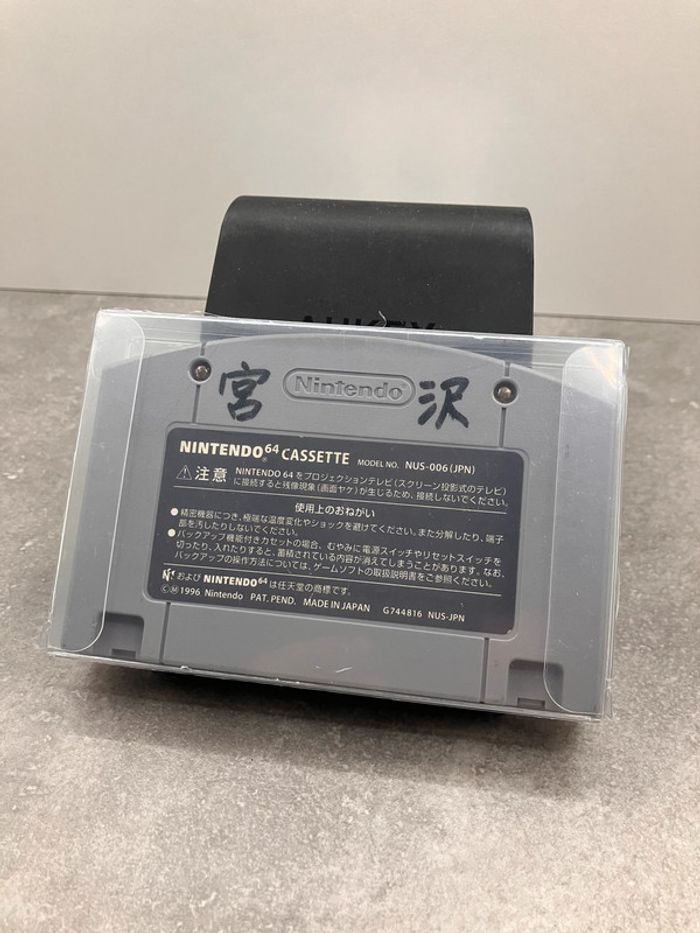 AUKEY
宮 Nintendo 沢
NINTENDO64 CASSETTE MODEL NO. NUS-006(JPN)
注意 NINTENDO 64 をプロジェクションテレビ(スクリーン投影式のテレビ)
に接続すると残像現象(画面ヤケ)が生じるため、接続しないでください。
使用上のおねがい
●精密機器につき、極端な温度変化やショックを避けてください。また分解したり、端子
部を汚したりしないでください。
●バックアップ機能付きカセットの場合、むやみに電源スイッチやリセットスイッチを
切ったり、入れたりすると、蓄積されている内容が消えてしまうことがあります。なお、
バックアップの操作方法については、ゲームソフトの取扱説明書をご参照ください。
および NINTENDO64 は任天堂の商標です。
©Ⓜ1996 Nintendo PAT. PEND. MADE IN JAPAN G744816 NUS-JPN